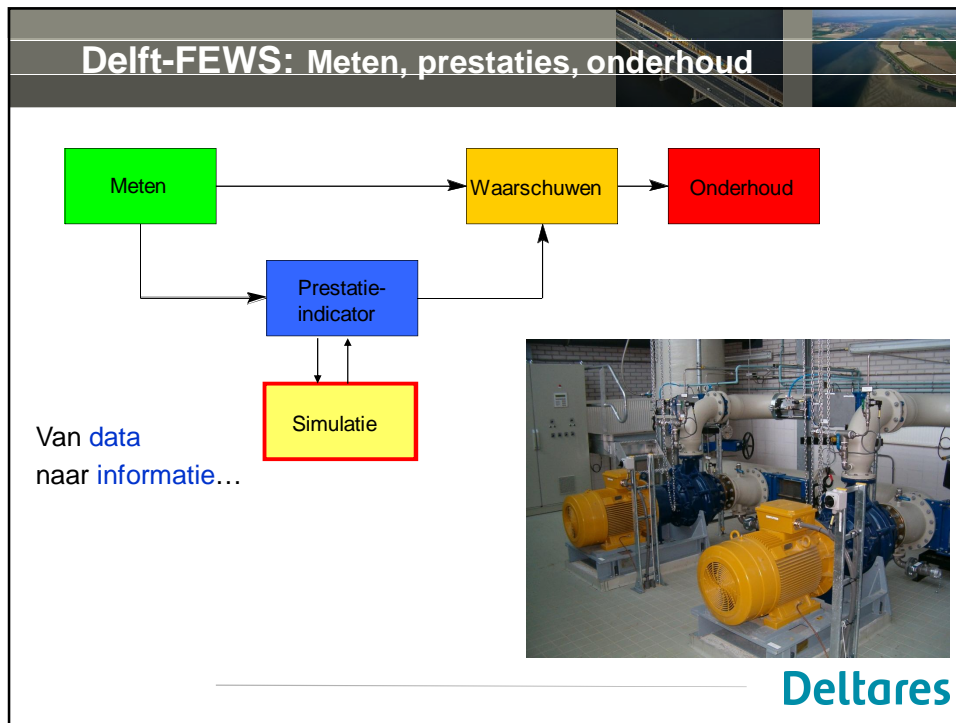 Delft-FEWS: Meten, prestaties, onderhoud
Meten
Waarschuwen
Onderhoud
Prestatie-
indicator
Simulatie
Van data
naar informatie…
Deltares